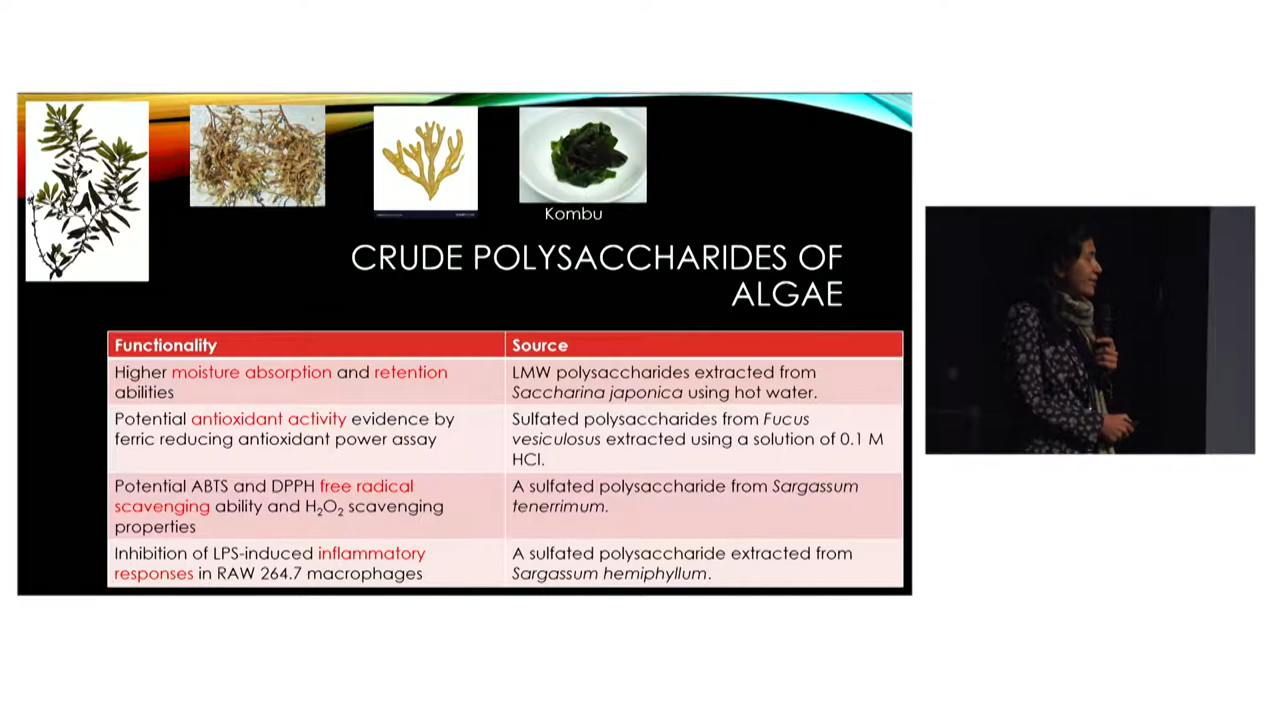 Kombu
CRUDE POLYSACCHARIDES OF
ALGAE
Functionality
Source
Higher moisture absorption and retention
abilities
LMW polysaccharides extracted from
Saccharina japonica using hot water.
Potential antioxidant activity evidence by
ferric reducing antioxidant power assay
Sulfated polysaccharides from Fucus
vesiculosus extracted using a solution of 0.1 M
HCl.
Potential ABTS and DPPH free radical
scavenging ability and H₂O₂ scavenging
properties
A sulfated polysaccharide from Sargassum
tenerrimum.
Inhibition of LPS-induced inflammatory
responses in RAW 264.7 macrophages
A sulfated polysaccharide extracted from
Sargassum hemiphyllum.